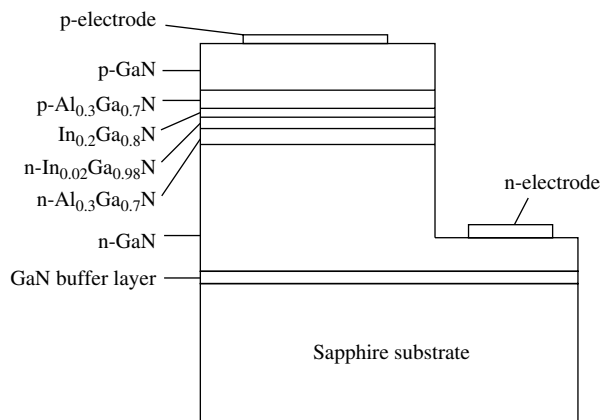 p-electrode
p-GaN
p-Al₀.₃Ga₀.₇N
In₀.₂Ga₀.₈N
n-In₀.₀₂Ga₀.₉₈N
n-Al₀.₃Ga₀.₇N
n-electrode
n-GaN
GaN buffer layer
Sapphire substrate